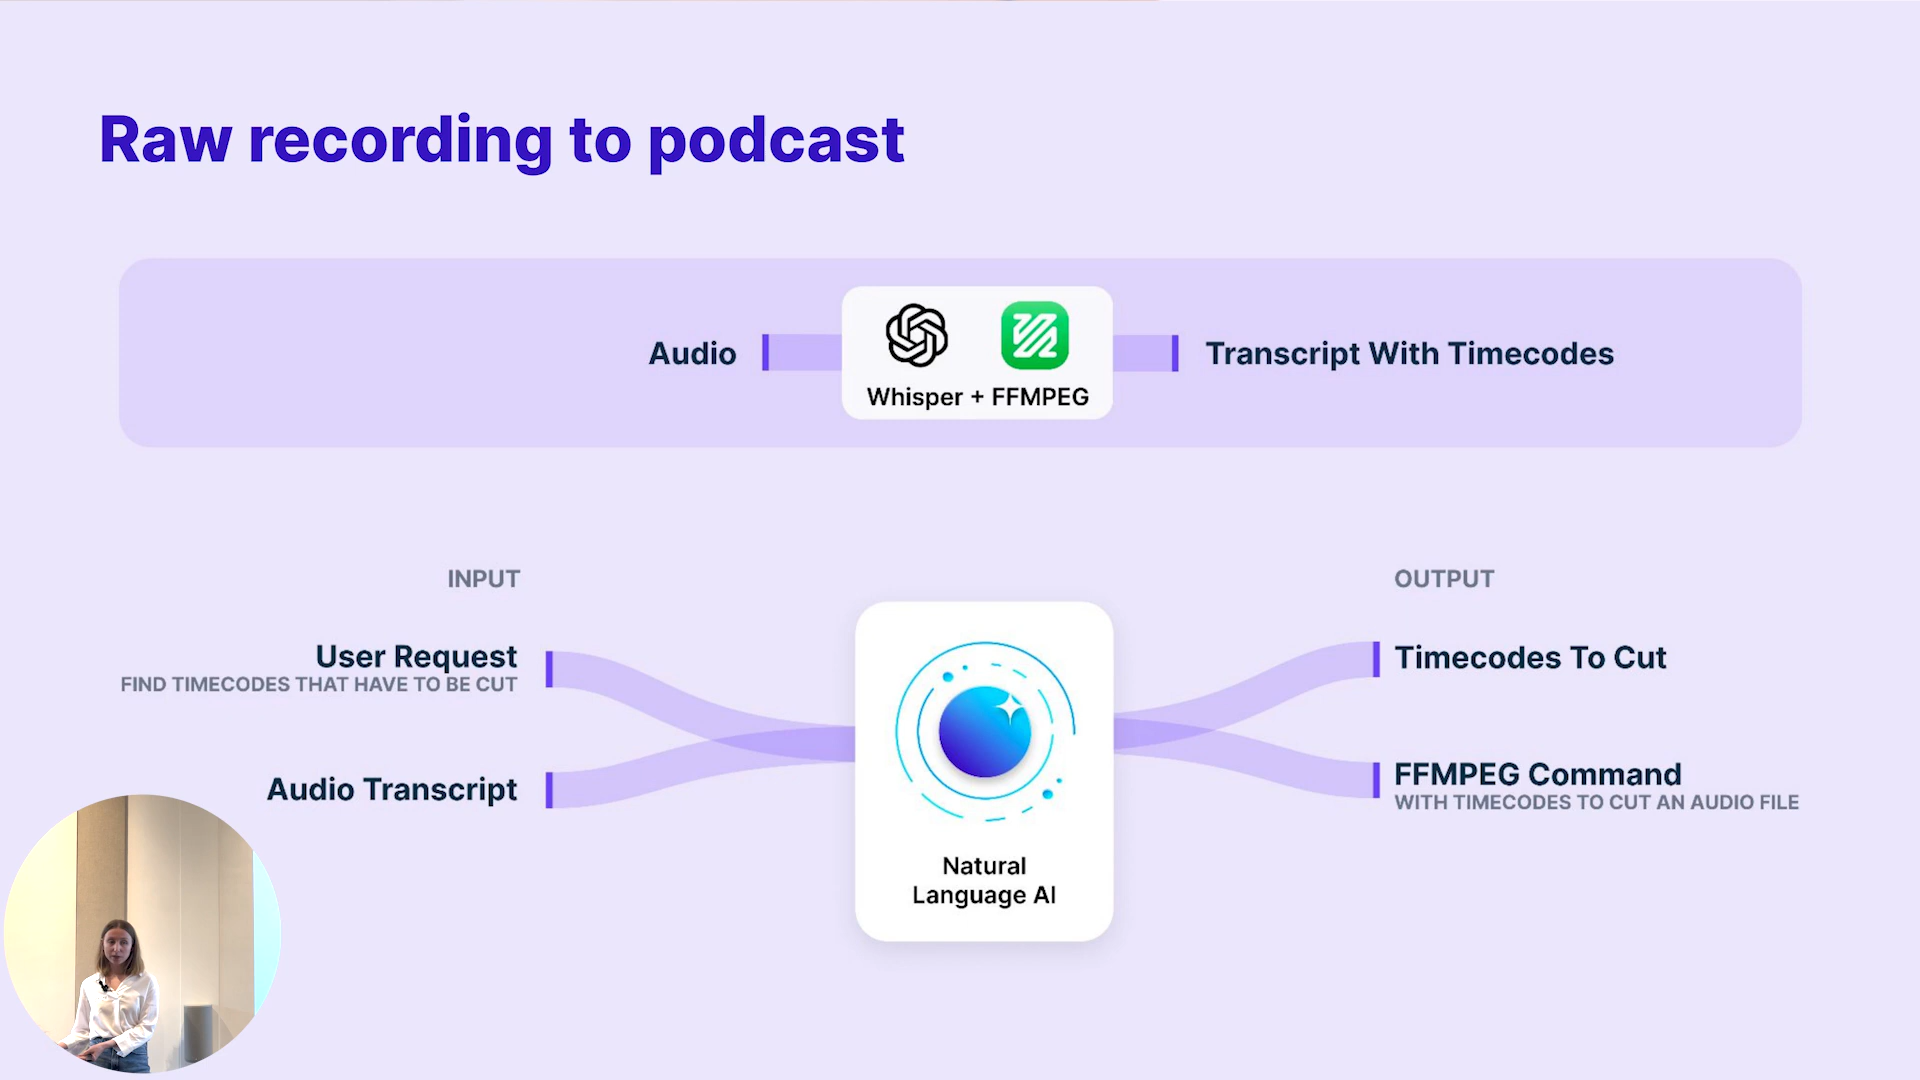 Raw recording to podcast
Audio
Whisper + FFMPEG
Transcript With Timecodes
INPUT
User Request
FIND TIMECODES THAT HAVE TO BE CUT
Audio Transcript
Natural
Language AI
OUTPUT
Timecodes To Cut
FFMPEG Command
WITH TIMECODES TO CUT AN AUDIO FILE